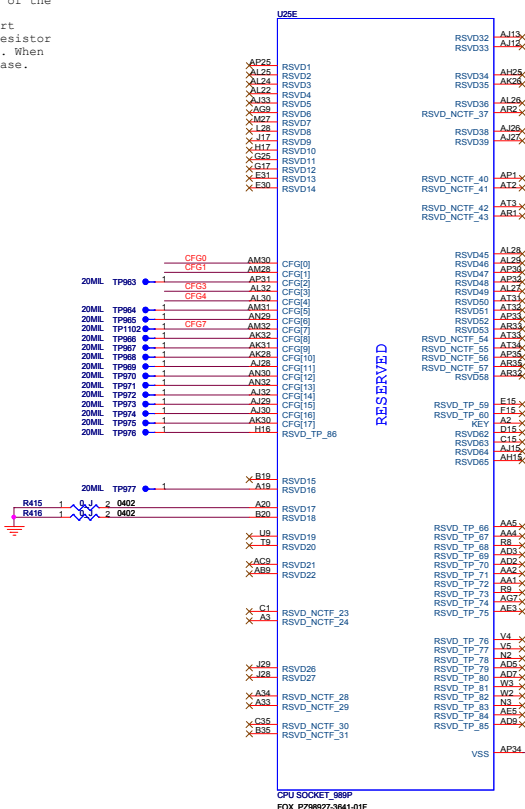 of the
rt
esistor
. When
ase.
U25E
AP25 RSVD1
AL25 RSVD2
AL24 RSVD3
AL22 RSVD4
AJ33 RSVD5
AG9 RSVD6
M27 RSVD7
L28 RSVD8
J17 RSVD9
H17 RSVD10
G25 RSVD11
G17 RSVD12
E31 RSVD13
E30 RSVD14
CFG0 AM30 CFG[0]
CFG1 AM28 CFG[1]
20MIL TP963 1 AP31 CFG[2]
CFG3 AL32 CFG[3]
CFG4 AL30 CFG[4]
20MIL TP964 1 AM31 CFG[5]
20MIL TP965 1 AN29 CFG[6]
20MIL TP1102 1 CFG7 AM32 CFG[7]
20MIL TP966 1 AK32 CFG[8]
20MIL TP967 1 AK31 CFG[9]
20MIL TP968 1 AK28 CFG[10]
20MIL TP969 1 AJ28 CFG[11]
20MIL TP970 1 AN30 CFG[12]
20MIL TP971 1 AN32 CFG[13]
20MIL TP972 1 AJ32 CFG[14]
20MIL TP973 1 AJ29 CFG[15]
20MIL TP974 1 AJ30 CFG[16]
20MIL TP975 1 AK30 CFG[17]
20MIL TP976 1 H16 RSVD_TP_86
B19 RSVD15
20MIL TP977 1 A19 RSVD16
R415 1 0_J 2 0402 A20 RSVD17
R416 1 0_J 2 0402 B20 RSVD18
U9 RSVD19
T9 RSVD20
AC9 RSVD21
AB9 RSVD22
C1 RSVD_NCTF_23
A3 RSVD_NCTF_24
J29 RSVD26
J28 RSVD27
A34 RSVD_NCTF_28
A33 RSVD_NCTF_29
C35 RSVD_NCTF_30
B35 RSVD_NCTF_31
RESERVED
RSVD32 AJ13
RSVD33 AJ12
RSVD34 AH25
RSVD35 AK26
RSVD36 AL26
RSVD_NCTF_37 AR2
RSVD38 AJ26
RSVD39 AJ27
RSVD_NCTF_40 AP1
RSVD_NCTF_41 AT2
RSVD_NCTF_42 AT3
RSVD_NCTF_43 AR1
RSVD45 AL28
RSVD46 AL29
RSVD47 AP30
RSVD48 AP32
RSVD49 AL27
RSVD50 AT31
RSVD51 AT32
RSVD52 AP33
RSVD53 AR33
RSVD_NCTF_54 AT33
RSVD_NCTF_55 AT34
RSVD_NCTF_56 AP35
RSVD_NCTF_57 AR35
RSVD58 AR32
RSVD_TP_59 E15
RSVD_TP_60 F15
KEY A2
RSVD62 D15
RSVD63 C15
RSVD64 AJ15
RSVD65 AH15
RSVD_TP_66 AA5
RSVD_TP_67 AA4
RSVD_TP_68 R8
RSVD_TP_69 AD3
RSVD_TP_70 AD2
RSVD_TP_71 AA2
RSVD_TP_72 AA1
RSVD_TP_73 R9
RSVD_TP_74 AG7
RSVD_TP_75 AE3
RSVD_TP_76 V4
RSVD_TP_77 V5
RSVD_TP_78 N2
RSVD_TP_79 AD5
RSVD_TP_80 AD7
RSVD_TP_81 W3
RSVD_TP_82 W2
RSVD_TP_83 N3
RSVD_TP_84 AE5
RSVD_TP_85 AD9
VSS AP34
CPU SOCKET_989P
FOX_PZ98927-3641-01F